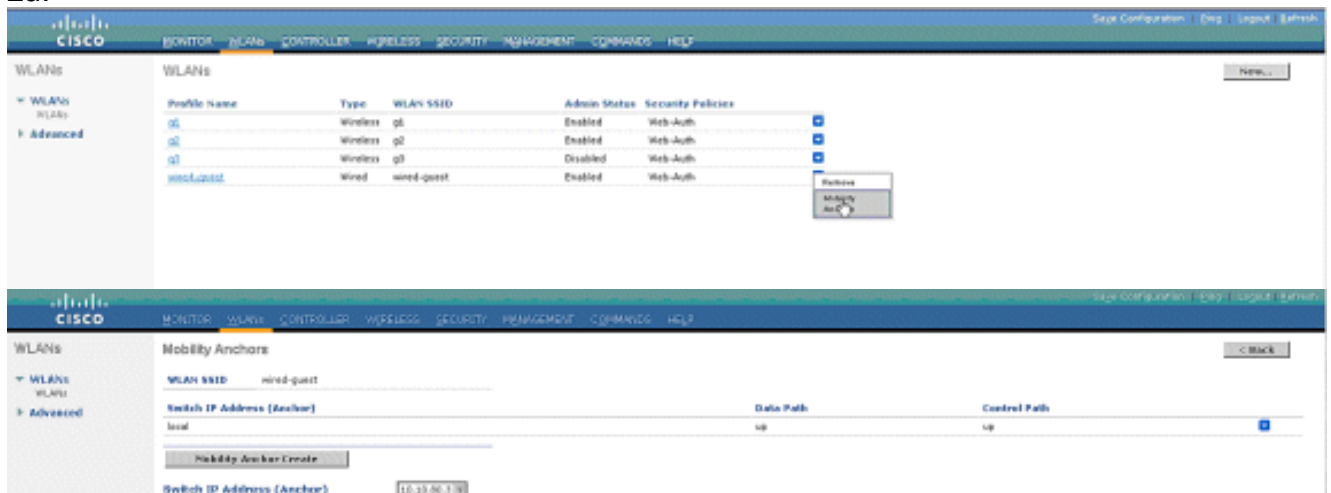 Save Configuration | Ping | Logout | Refresh
CISCO
MONITOR WLANs CONTROLLER WIRELESS SECURITY MANAGEMENT COMMANDS HELP
WLANs
WLANs
New...
WLANs
WLANs
Advanced
Profile Name Type WLAN SSID Admin Status Security Policies
g1 Wireless g1 Enabled Web-Auth
g2 Wireless g2 Enabled Web-Auth
g3 Wireless g3 Disabled Web-Auth
wired-guest Wired wired-guest Enabled Web-Auth
Remove
Mobility
Save Configuration | Ping | Logout | Refresh
CISCO
MONITOR WLANs CONTROLLER WIRELESS SECURITY MANAGEMENT COMMANDS HELP
WLANs
Mobility Anchors
< Back
WLANs
WLANs
Advanced
WLAN SSID wired-guest
Switch IP Address (Anchor) Data Path Control Path
local up up
Mobility Anchor Create
Switch IP Address (Anchor) 10.10.80.3